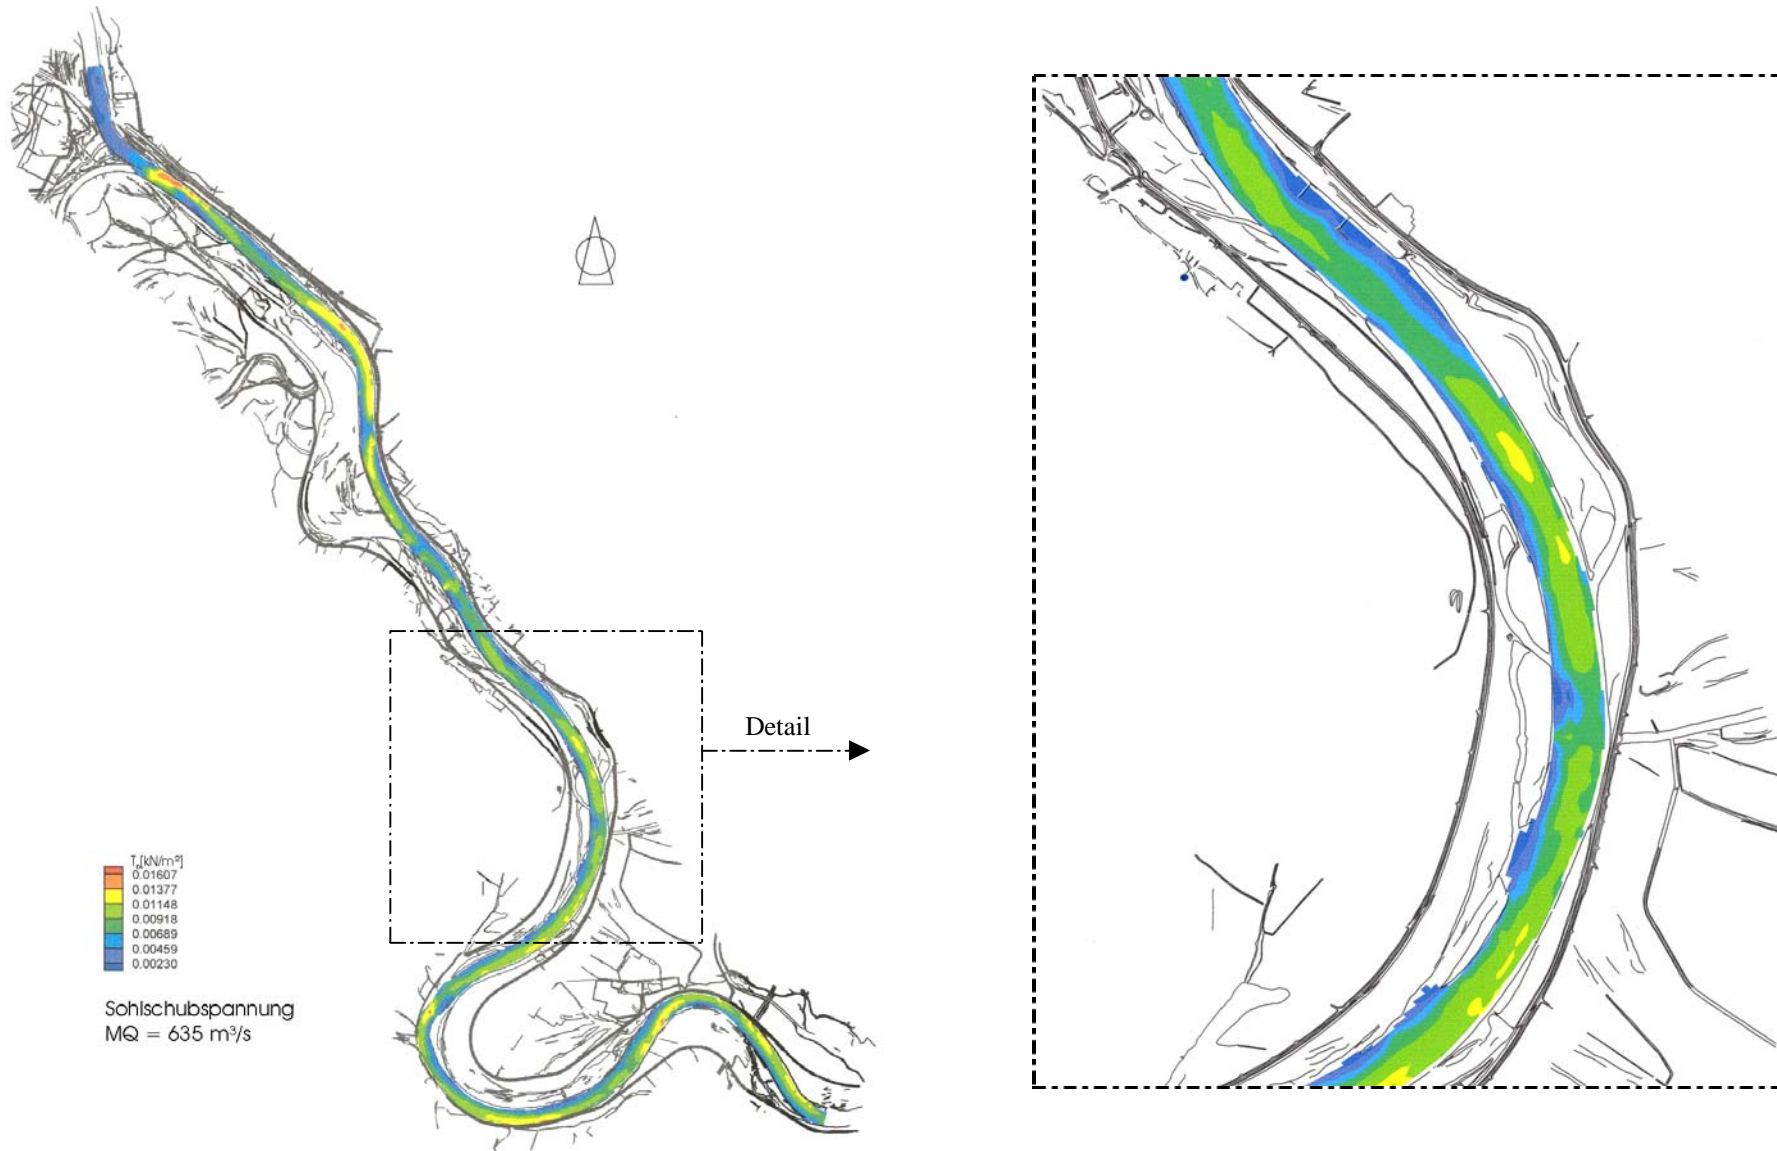 Detail
T_b[kN/m²]
0.01607
0.01377
0.01148
0.00918
0.00689
0.00459
0.00230
Sohlschubspannung
MQ = 635 m³/s